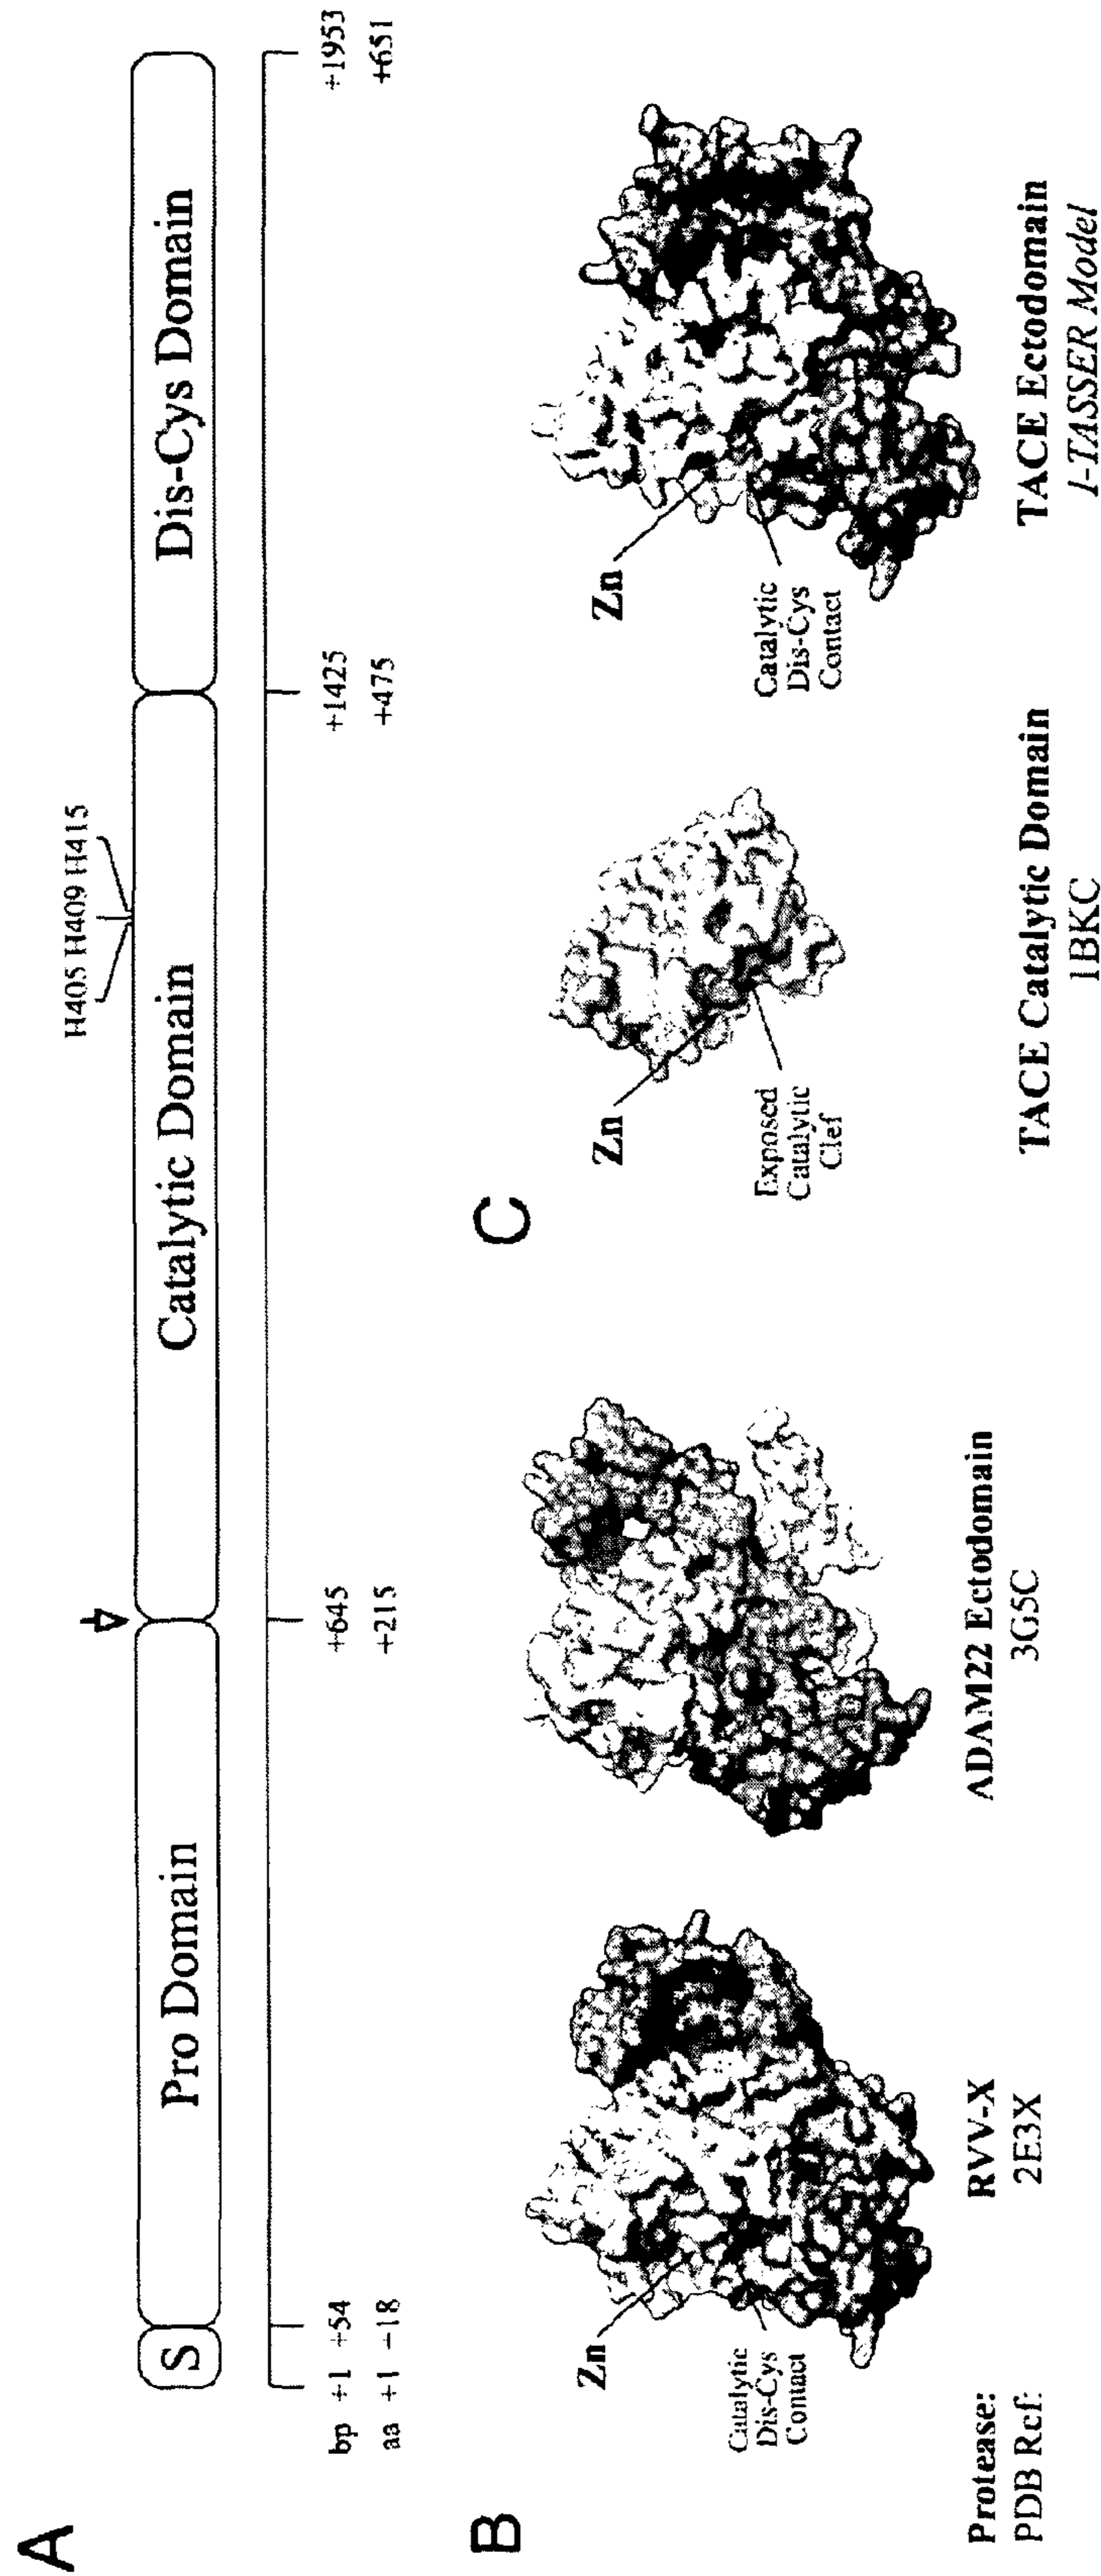 A
H405 H409 H415
S
Pro Domain
Catalytic Domain
Dis-Cys Domain
bp +1 +54 +645 +1425 +1953
aa +1 +18 +215 +475 +651
B
Zn
Catalytic
Dis-Cys
Contact
Protease:
PDB Ref:
RVV-X
2E3X
ADAM22 Ectodomain
3G5C
C
Zn
Exposed
Catalytic
Clef
TACE Catalytic Domain
1BKC
Zn
Catalytic
Dis-Cys
Contact
TACE Ectodomain
I-TASSER Model